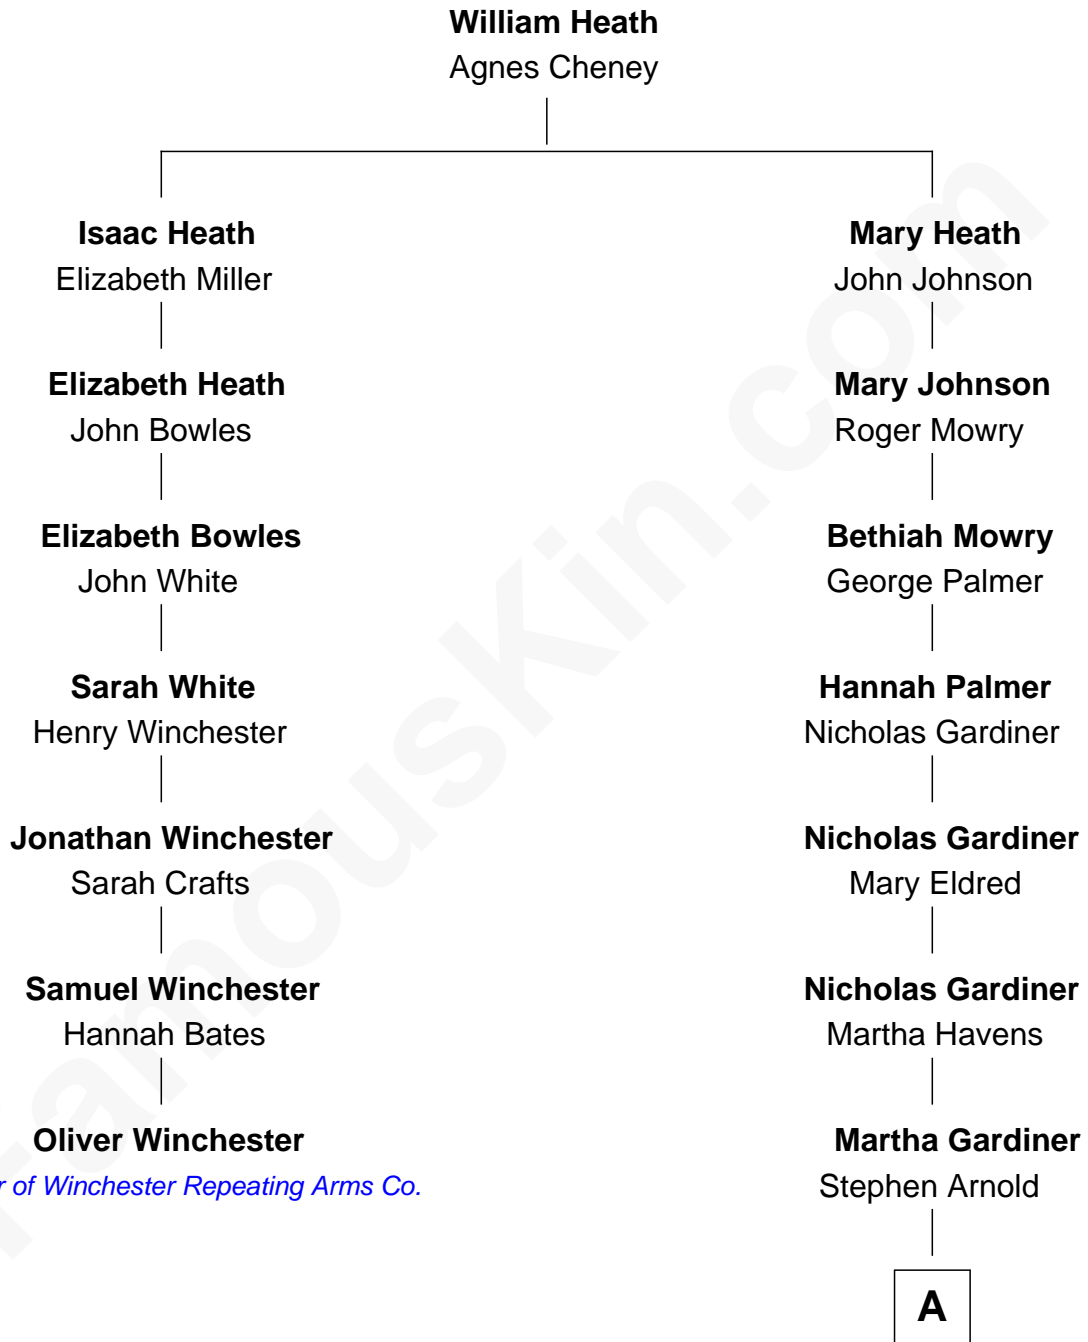 William Heath
Agnes Cheney
Isaac Heath
Elizabeth Miller
Mary Heath
John Johnson
Elizabeth Heath
John Bowles
Mary Johnson
Roger Mowry
Elizabeth Bowles
John White
Bethiah Mowry
George Palmer
Sarah White
Henry Winchester
Hannah Palmer
Nicholas Gardiner
Jonathan Winchester
Sarah Crafts
Nicholas Gardiner
Mary Eldred
Samuel Winchester
Hannah Bates
Nicholas Gardiner
Martha Havens
Oliver Winchester
r of Winchester Repeating Arms Co.
Martha Gardiner
Stephen Arnold
A
FamousKin.com